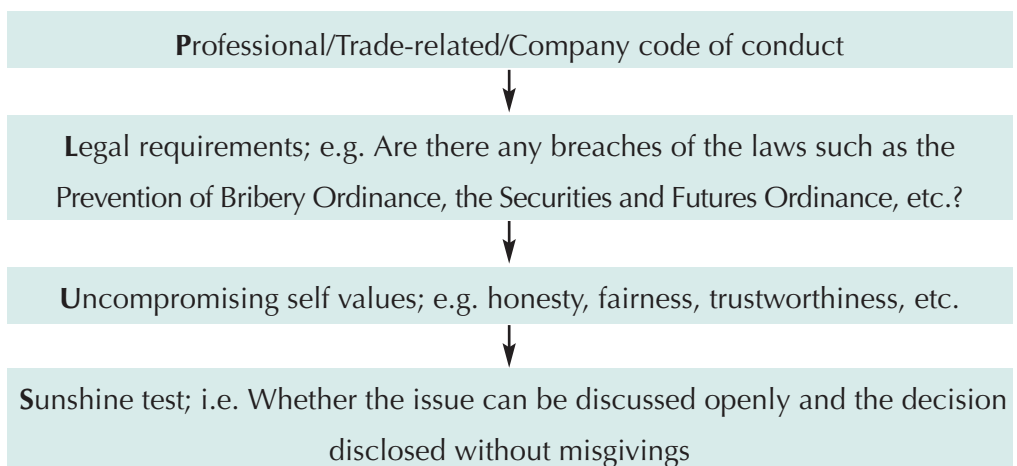 Professional/Trade-related/Company code of conduct
Legal requirements; e.g. Are there any breaches of the laws such as the
Prevention of Bribery Ordinance, the Securities and Futures Ordinance, etc.?
Uncompromising self values; e.g. honesty, fairness, trustworthiness, etc.
Sunshine test; i.e. Whether the issue can be discussed openly and the decision
disclosed without misgivings